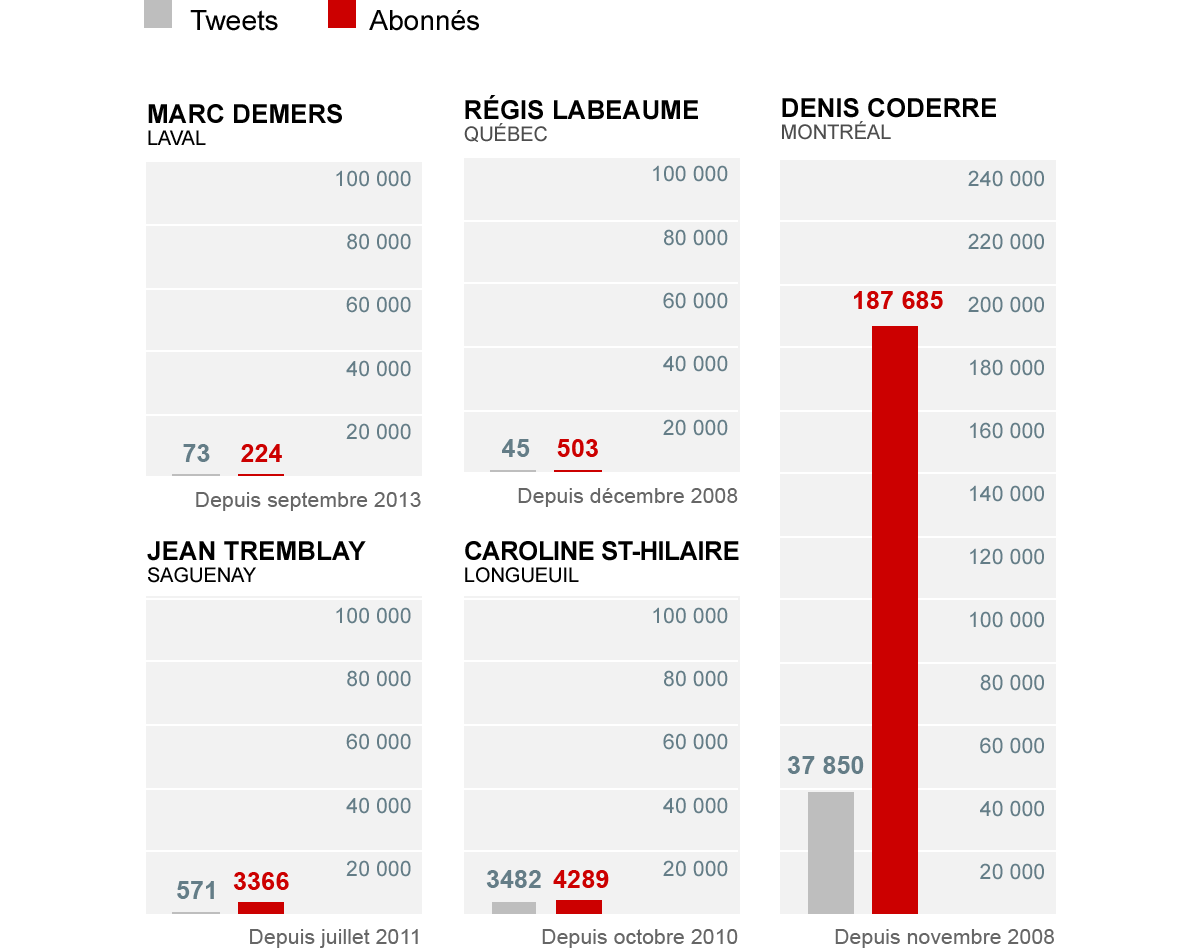 Tweets Abonnés
MARC DEMERS
LAVAL
100 000
80 000
60 000
40 000
20 000
73 224
Depuis septembre 2013
RÉGIS LABEAUME
QUÉBEC
100 000
80 000
60 000
40 000
20 000
45 503
Depuis décembre 2008
DENIS CODERRE
MONTRÉAL
240 000
220 000
187 685 200 000
180 000
160 000
140 000
120 000
100 000
80 000
60 000
37 850
40 000
20 000
Depuis novembre 2008
JEAN TREMBLAY
SAGUENAY
100 000
80 000
60 000
40 000
20 000
571 3366
Depuis juillet 2011
CAROLINE ST-HILAIRE
LONGUEUIL
100 000
80 000
60 000
40 000
20 000
3482 4289
Depuis octobre 2010